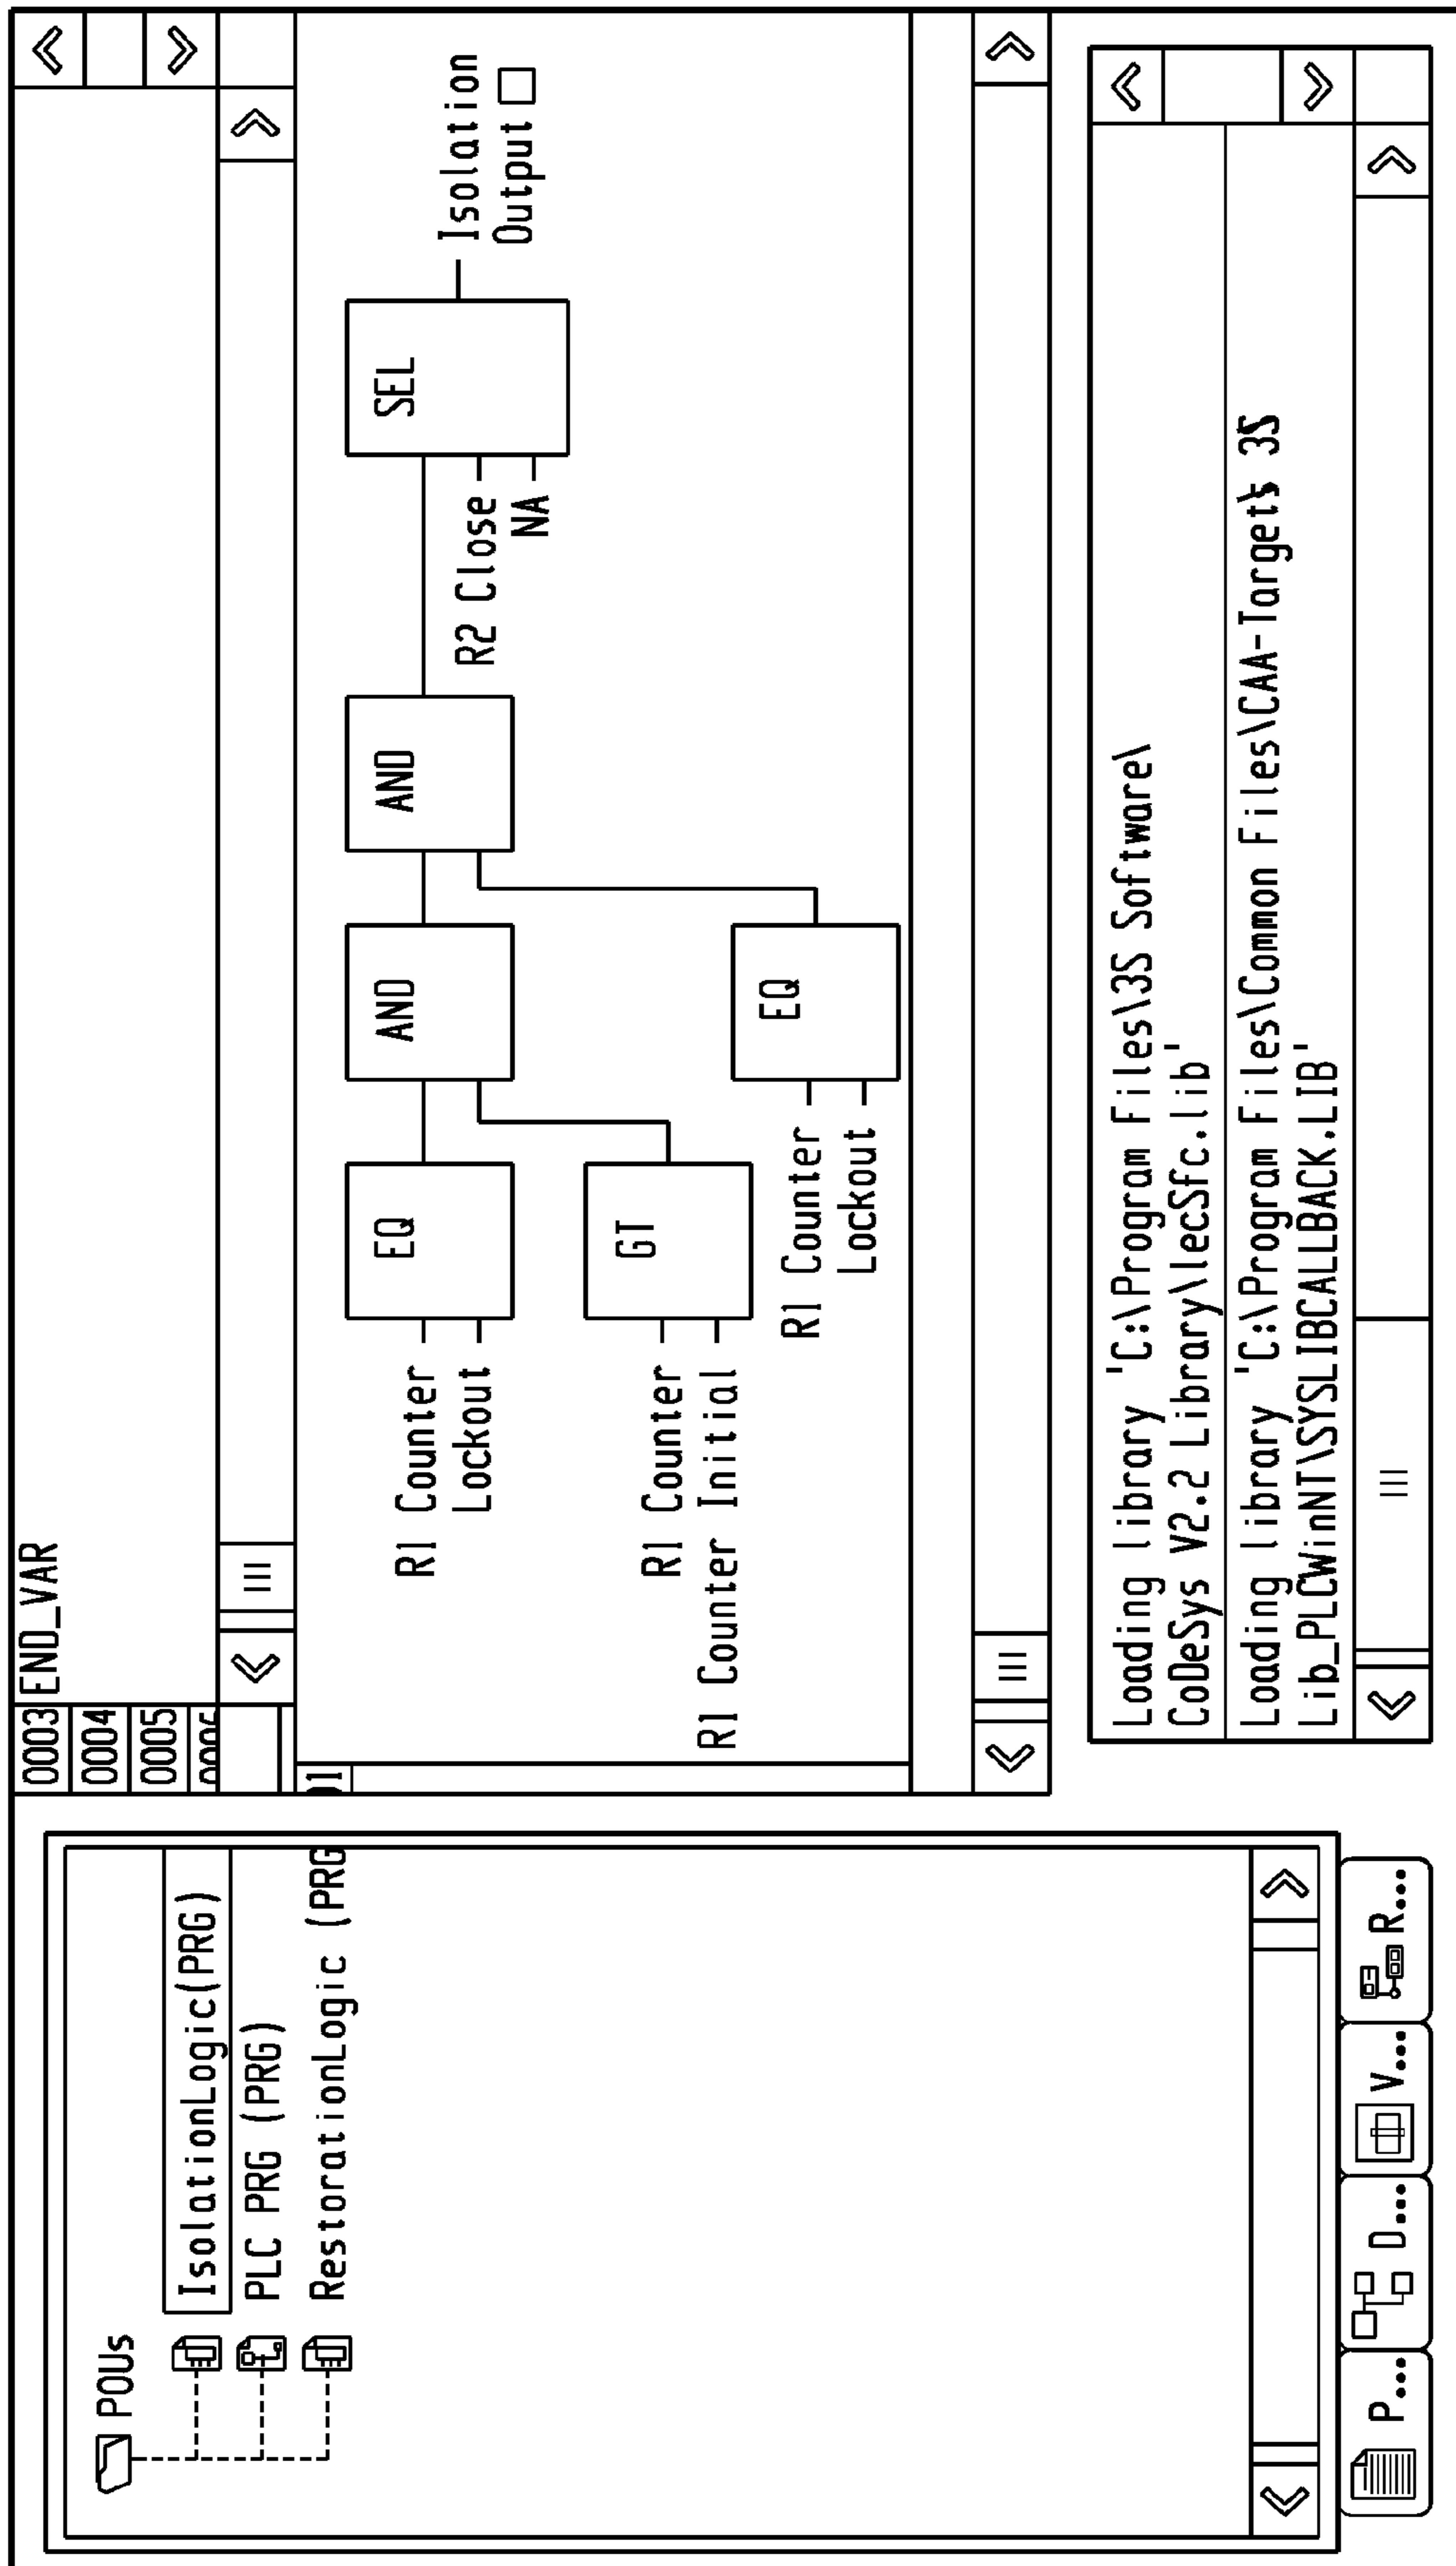 POUs
IsolationLogic(PRG)
PLC PRG (PRG)
RestorationLogic (PRG
P...
D...
V...
R...
0003
END_VAR
0004
0005
EQ
AND
AND
SEL
R1 Counter
Lockout
R2 Close
NA
Isolation
Output
GT
R1 Counter
R1 Counter Initial
EQ
R1 Counter
Lockout
Loading library 'C:\Program Files\3S Software\
CoDeSys V2.2 Library\lecSfc.lib'
Loading library 'C:\Program Files\Common Files\CAA-Targets 3S
Lib_PLCWinNT\SYSLIBCALLBACK.LIB'